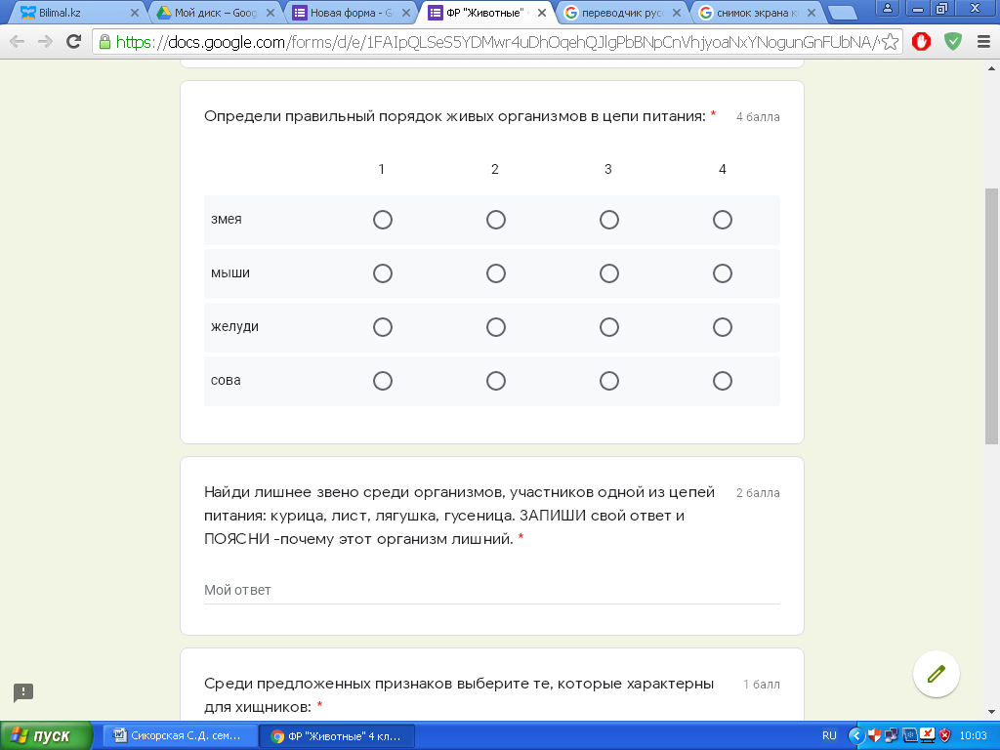 Bilimal.kz
Мой диск – Goog
Новая форма - G
ФР "Животные"
переводчик рус
снимок экрана к
https://docs.google.com/forms/d/e/1FAIpQLSeS5YDMwr4uDhOqehQJlgPbBNpCnVhjyoaNxYNogunGnFUbNA/
Определи правильный порядок живых организмов в цепи питания: * 4 балла
1 2 3 4
змея
мыши
желуди
сова
Найди лишнее звено среди организмов, участников одной из цепей 2 балла
питания: курица, лист, лягушка, гусеница. ЗАПИШИ свой ответ и
ПОЯСНИ -почему этот организм лишний. *
Мой ответ
Среди предложенных признаков выберите те, которые характерны 1 балл
для хищников: *
пуск
Сикорская С.Д. сем...
ФР "Животные" 4 кл...
RU
10:03